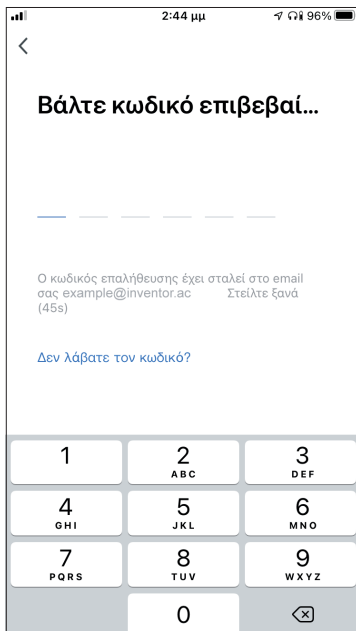 2:44 μμ 96%
Βάλτε κωδικό επιβεβαί...
Ο κωδικός επαλήθευσης έχει σταλεί στο email
σας example@inventor.ac Στείλτε ξανά
(45s)
Δεν λάβατε τον κωδικό?
1 2 3
ABC DEF
4 5 6
GHI JKL MNO
7 8 9
PQRS TUV WXYZ
0